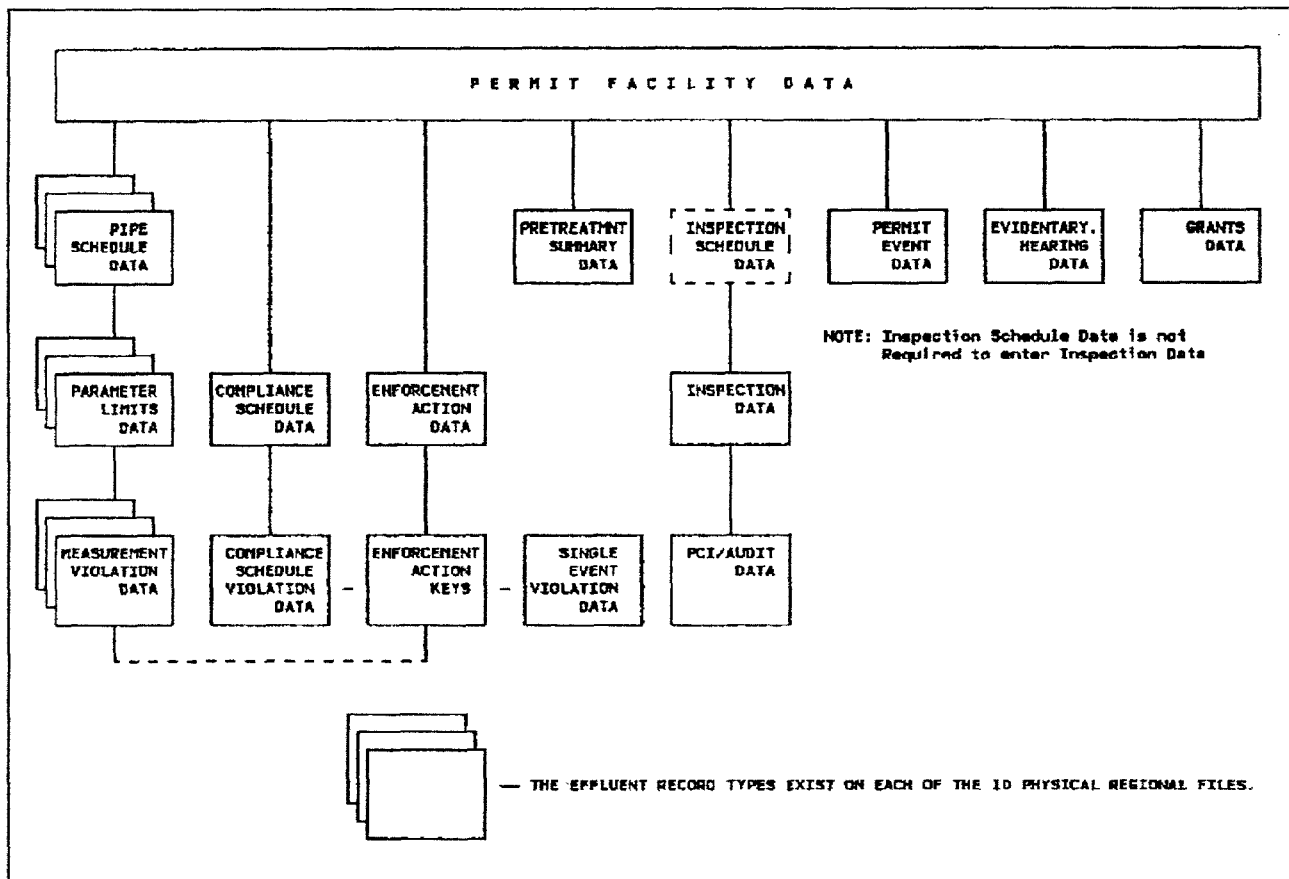 PERMIT FACILITY DATA
PIPE
SCHEDULE
DATA
PRETREATMNT
SUMMARY
DATA
INSPECTION
SCHEDULE
DATA
PERMIT
EVENT
DATA
EVIDENTARY.
HEARING
DATA
GRANTS
DATA
NOTE: Inspection Schedule Date is not
Required to enter Inspection Data
PARAMETER
LIMITS
DATA
COMPLIANCE
SCHEDULE
DATA
ENFORCEMENT
ACTION
DATA
INSPECTION
DATA
MEASUREMENT
VIOLATION
DATA
COMPLIANCE
SCHEDULE
VIOLATION
DATA
ENFORCEMENT
ACTION
KEYS
SINGLE
EVENT
VIOLATION
DATA
PCI/AUDIT
DATA
— THE EFFLUENT RECORD TYPES EXIST ON EACH OF THE 10 PHYSICAL REGIONAL FILES.